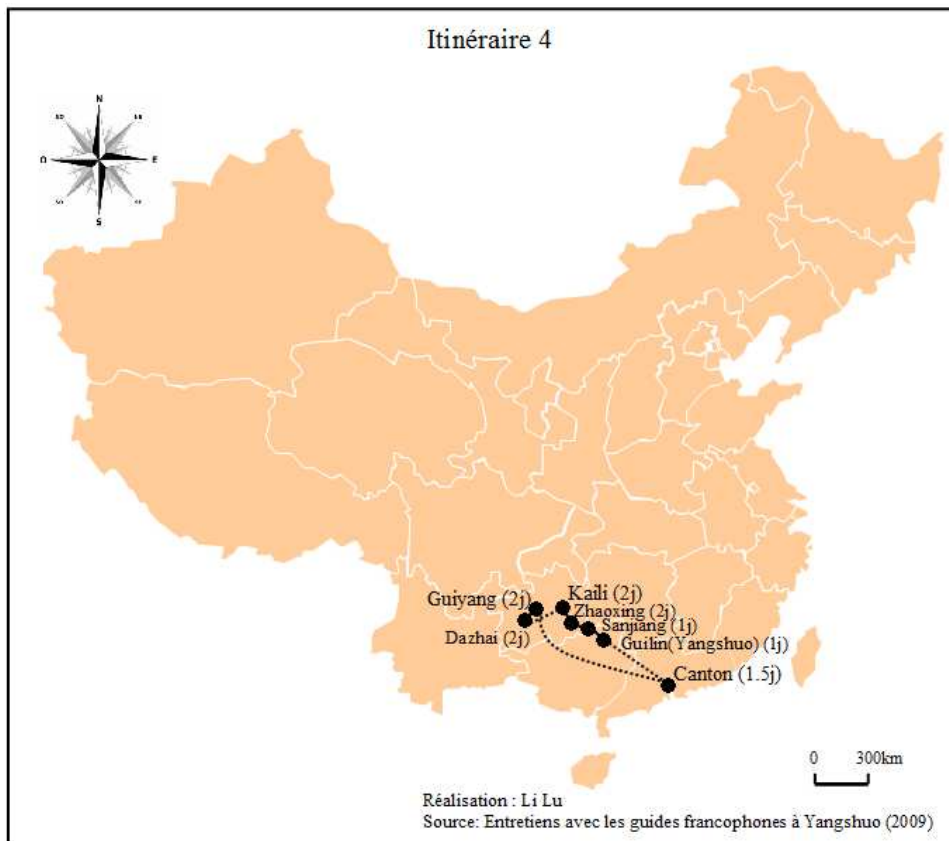 Itinéraire 4
N
O
E
S
Guiyang (2j)
Kaili (2j)
Zhaoxing (2j)
Dazhai (2j)
Sanjiang (1j)
Guilin(Yangshuo) (1j)
Canton (1.5j)
0 300km
Réalisation : Li Lu
Source: Entretiens avec les guides francophones à Yangshuo (2009)